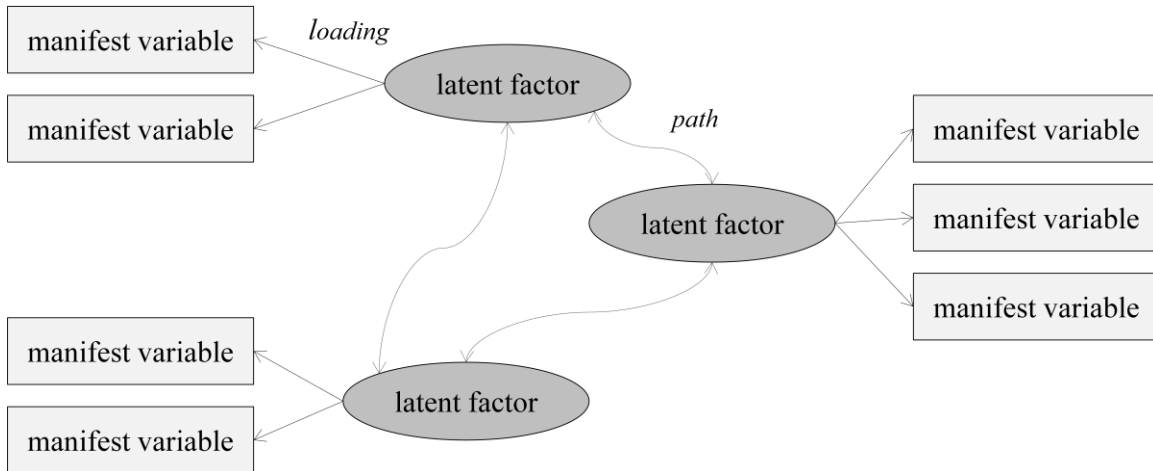 manifest variable
loading
latent factor
manifest variable
path
manifest variable
manifest variable
latent factor
manifest variable
manifest variable
latent factor
manifest variable